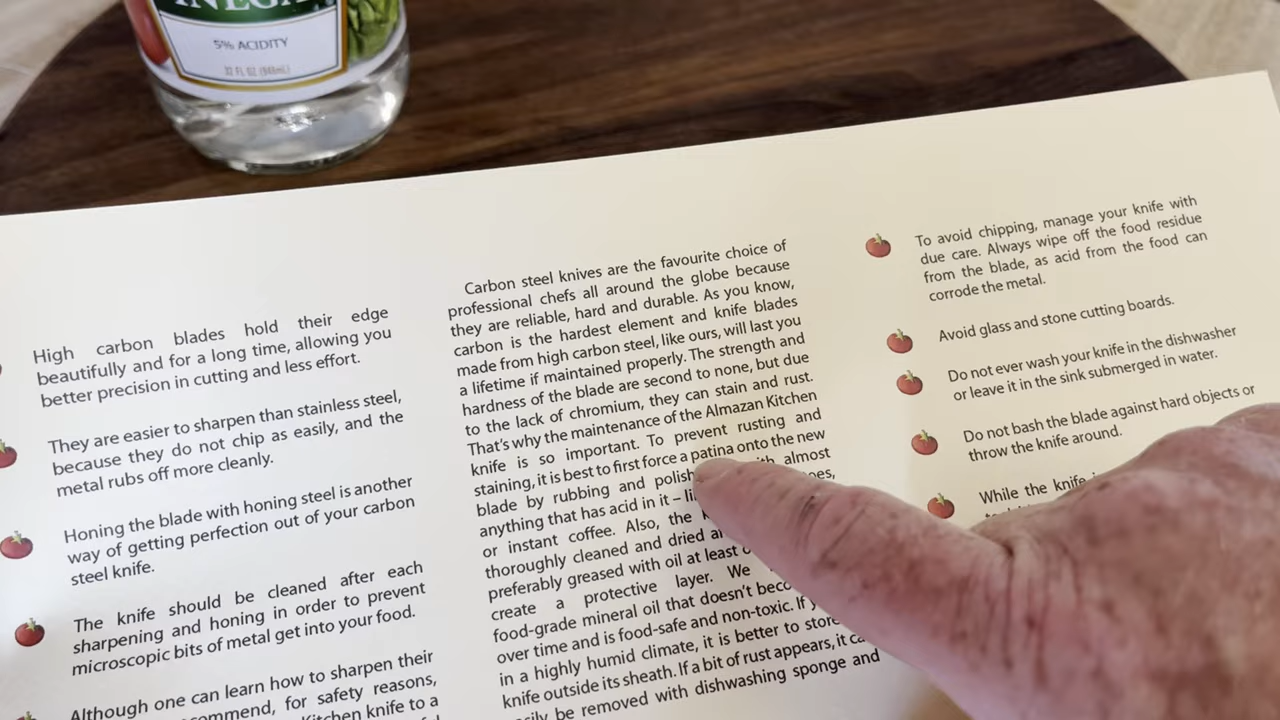 5% ACIDITY
32 FL OZ (946mL)
High carbon blades hold their edge
beautifully and for a long time, allowing you
better precision in cutting and less effort.
They are easier to sharpen than stainless steel,
because they do not chip as easily, and the
metal rubs off more cleanly.
Honing the blade with honing steel is another
way of getting perfection out of your carbon
steel knife.
The knife should be cleaned after each
sharpening and honing in order to prevent
microscopic bits of metal get into your food.
Although one can learn how to sharpen their
for safety reasons,
Kitchen knife to a
Carbon steel knives are the favourite choice of
professional chefs all around the globe because
they are reliable, hard and durable. As you know,
carbon is the hardest element and knife blades
made from high carbon steel, like ours, will last you
a lifetime if maintained properly. The strength and
hardness of the blade are second to none, but due
to the lack of chromium, they can stain and rust.
That's why the maintenance of the Almazan Kitchen
knife is so important. To prevent rusting and
staining, it is best to first force a patina onto the new
blade by rubbing and almost
anything that has acid in it –
or instant coffee. Also, the
thoroughly cleaned and dried
preferably greased with oil at least
create a protective layer. We
food-grade mineral oil that doesn't
over time and is food-safe and non-toxic. If
in a highly humid climate, it is better to store
knife outside its sheath. If a bit of rust appears, it
be removed with dishwashing sponge and
To avoid chipping, manage your knife with
due care. Always wipe off the food residue
from the blade, as acid from the food can
corrode the metal.
Avoid glass and stone cutting boards.
Do not ever wash your knife in the dishwasher
or leave it in the sink submerged in water.
Do not bash the blade against hard objects or
throw the knife around.
While the knife